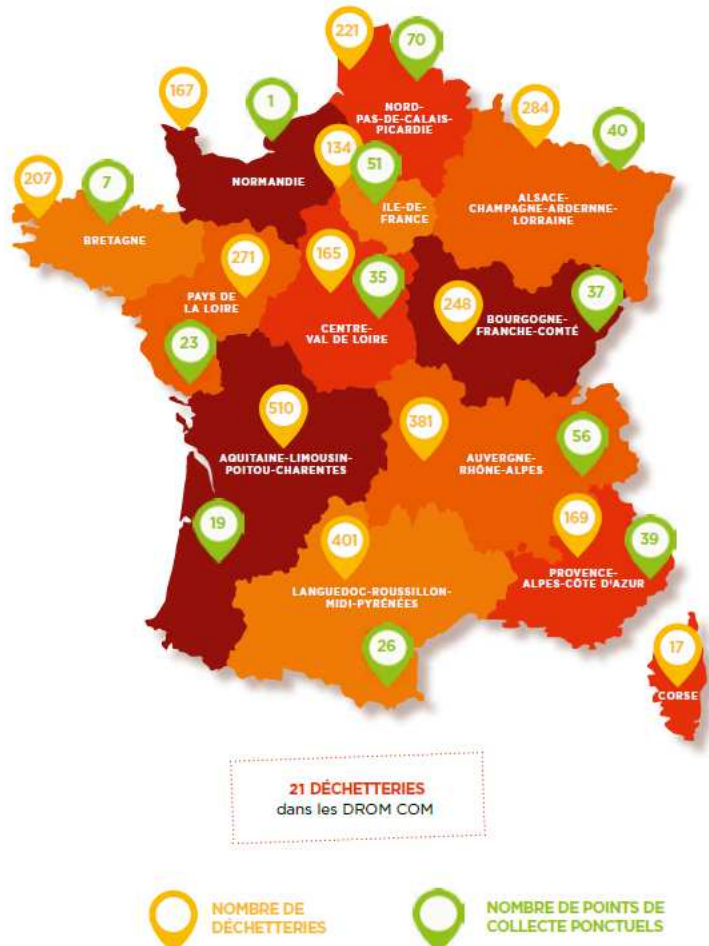 221
70
167
1
NORD-
PAS-DE-CALAIS-
PICARDIE
284
40
134
51
NORMANDIE
207
7
ILE-DE-
FRANCE
ALSACE-
CHAMPAGNE-ARDERNNE-
LORRAINE
BRETAGNE
271
165
35
PAYS DE
LA LOIRE
248
37
BOURGOGNE-
FRANCHE-COMTÉ
CENTRE-
VAL DE LOIRE
23
510
381
56
AQUITAINE-LIMOUSIN-
POITOU-CHARENTES
AUVERGNE-
RHÔNE-ALPES
19
401
169
39
PROVENCE-
ALPES-CÔTE D'AZUR
LANGUEDOC-ROUSSILLON-
MIDI-PYRÉNÉES
26
17
CORSE
21 DÉCHETTERIES
dans les DROM COM
NOMBRE DE
DÉCHETTERIES
NOMBRE DE POINTS DE
COLLECTE PONCTUELS